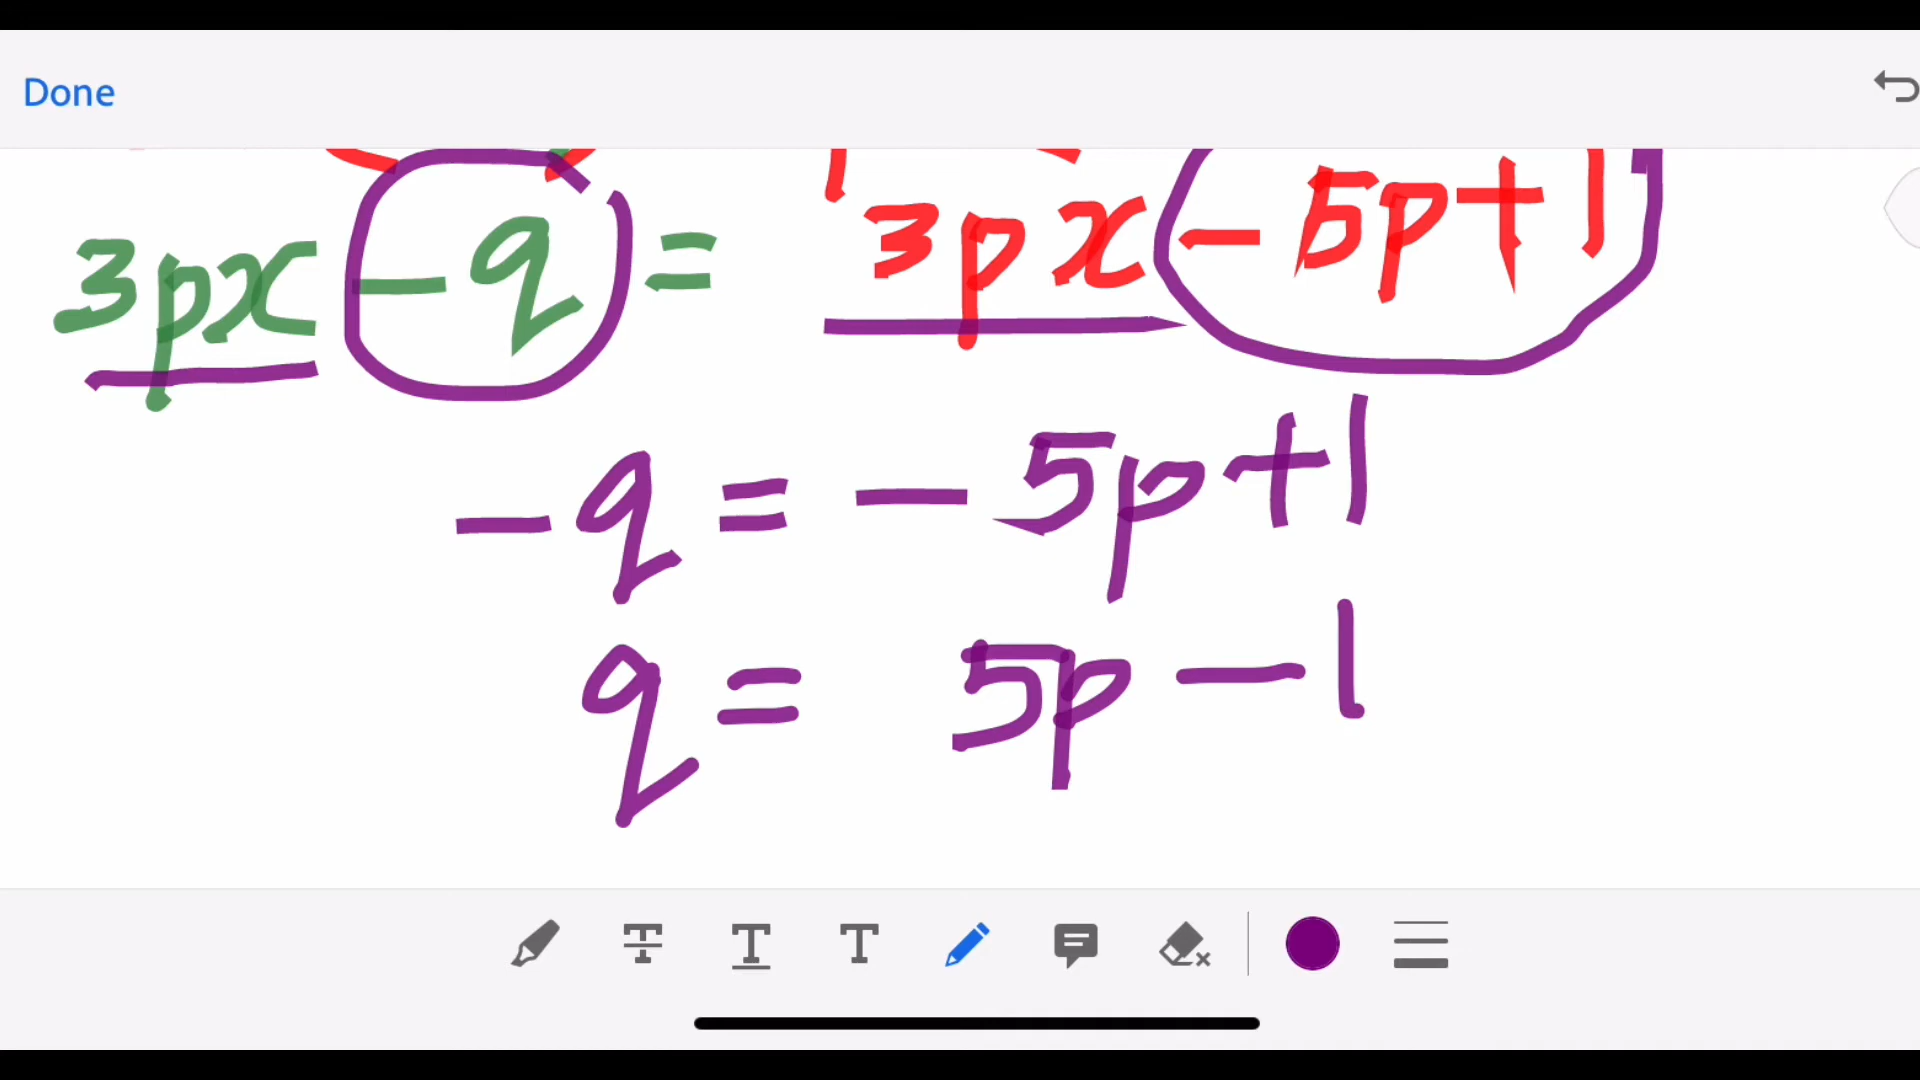 Done
3px - q = 3px - 5p + 1
- q = - 5p + 1
q = 5p - 1